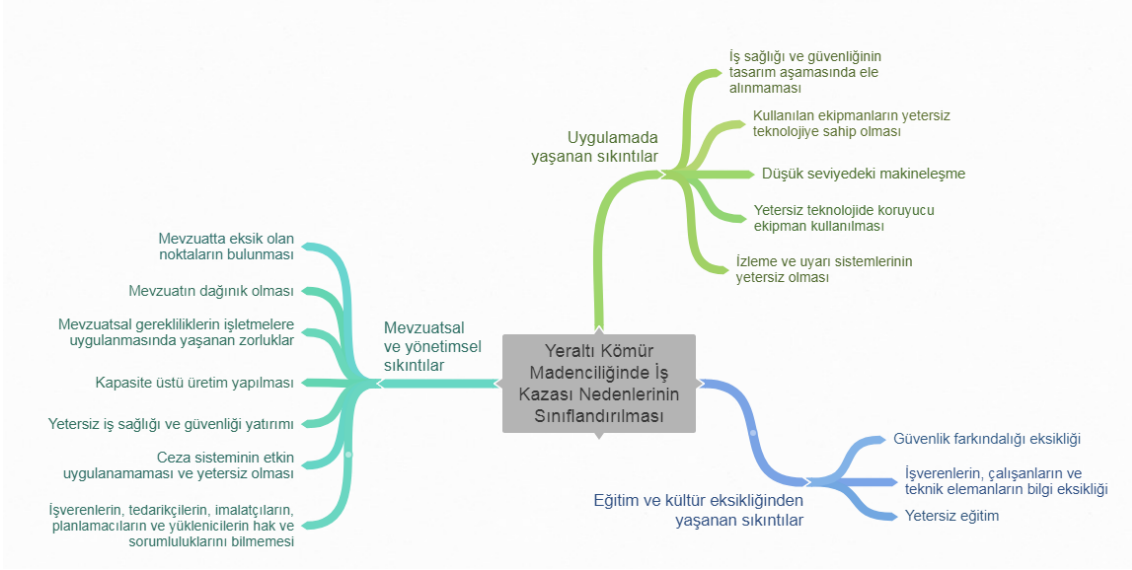 Yeraltı Kömür
Madenciliğinde İş
Kazası Nedenlerinin
Sınıflandırılması
Uygulamada
yaşanan sıkıntılar
İş sağlığı ve güvenliğinin
tasarım aşamasında ele
alınmaması
Kullanılan ekipmanların yetersiz
teknolojiye sahip olması
Düşük seviyedeki makineleşme
Yetersiz teknolojide koruyucu
ekipman kullanılması
İzleme ve uyarı sistemlerinin
yetersiz olması
Mevzuatsal
ve yönetimsel
sıkıntılar
Mevzuatta eksik olan
noktaların bulunması
Mevzuatın dağınık olması
Mevzuatsal gerekliliklerin işletmelere
uygulanmasında yaşanan zorluklar
Kapasite üstü üretim yapılması
Yetersiz iş sağlığı ve güvenliği yatırımı
Ceza sisteminin etkin
uygulanamaması ve yetersiz olması
İşverenlerin, tedarikçilerin, imalatçıların,
planlamacıların ve yüklenicilerin hak ve
sorumluluklarını bilmemesi
Eğitim ve kültür eksikliğinden
yaşanan sıkıntılar
Güvenlik farkındalığı eksikliği
İşverenlerin, çalışanların ve
teknik elemanların bilgi eksikliği
Yetersiz eğitim